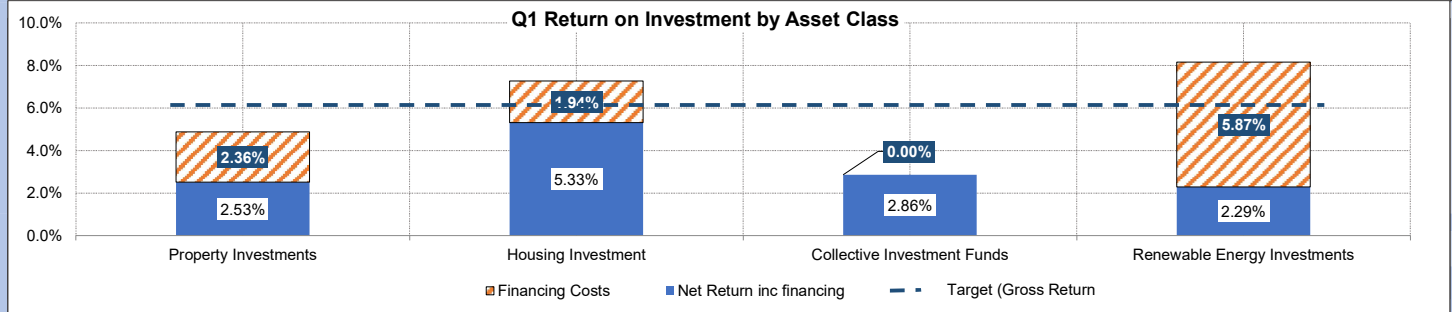 Q1 Return on Investment by Asset Class
10.0%
8.0%
6.0%
4.0%
2.0%
0.0%
2.36%
2.53%
1.94%
5.33%
0.00%
2.86%
5.87%
2.29%
Property Investments
Housing Investment
Collective Investment Funds
Renewable Energy Investments
Financing Costs
Net Return inc financing
Target (Gross Return